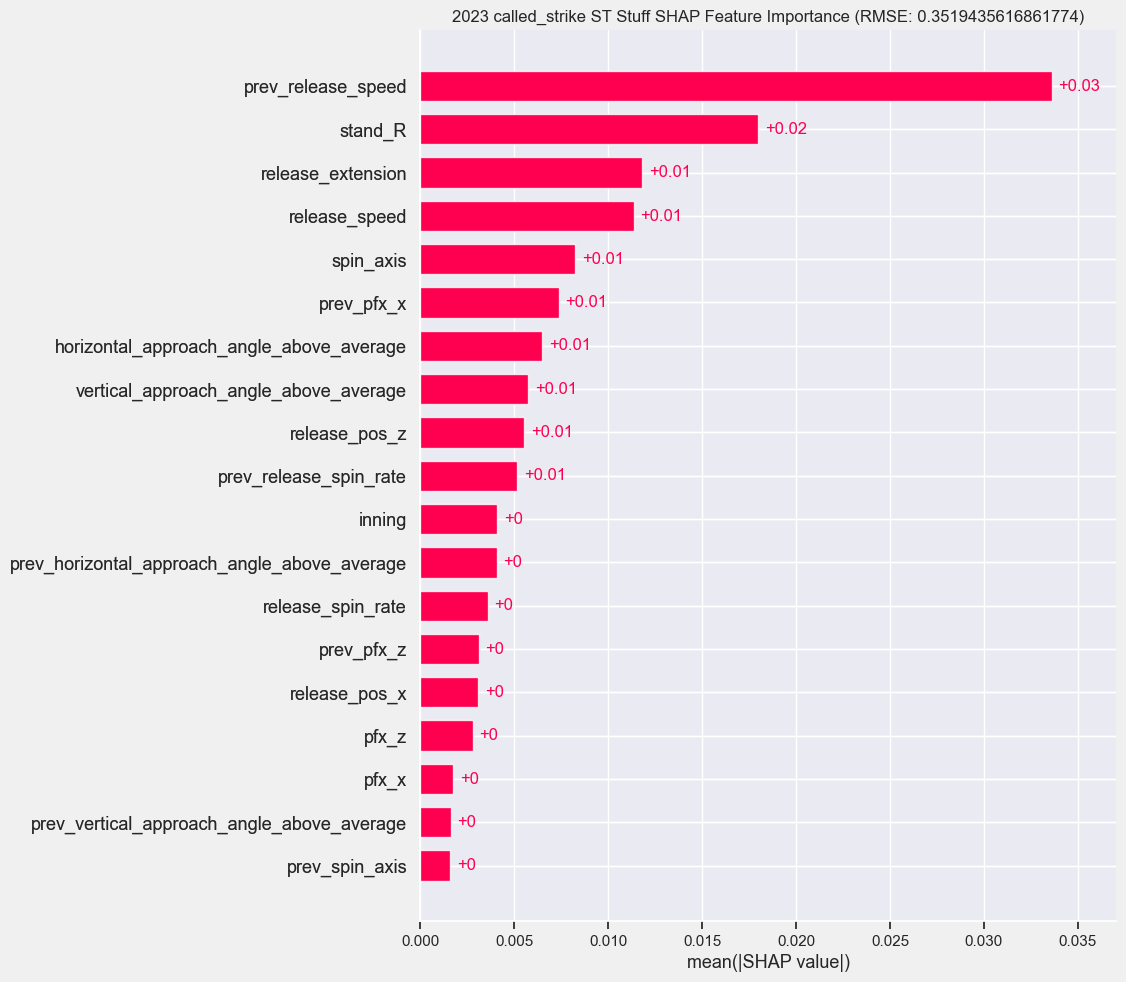 2023 called_strike ST Stuff SHAP Feature Importance (RMSE: 0.3519435616861774)
prev_release_speed +0.03
stand_R +0.02
release_extension +0.01
release_speed +0.01
spin_axis +0.01
prev_pfx_x +0.01
horizontal_approach_angle_above_average +0.01
vertical_approach_angle_above_average +0.01
release_pos_z +0.01
prev_release_spin_rate +0.01
inning +0
prev_horizontal_approach_angle_above_average +0
release_spin_rate +0
prev_pfx_z +0
release_pos_x +0
pfx_z +0
pfx_x +0
prev_vertical_approach_angle_above_average +0
prev_spin_axis +0
0.000 0.005 0.010 0.015 0.020 0.025 0.030 0.035
mean(|SHAP value|)